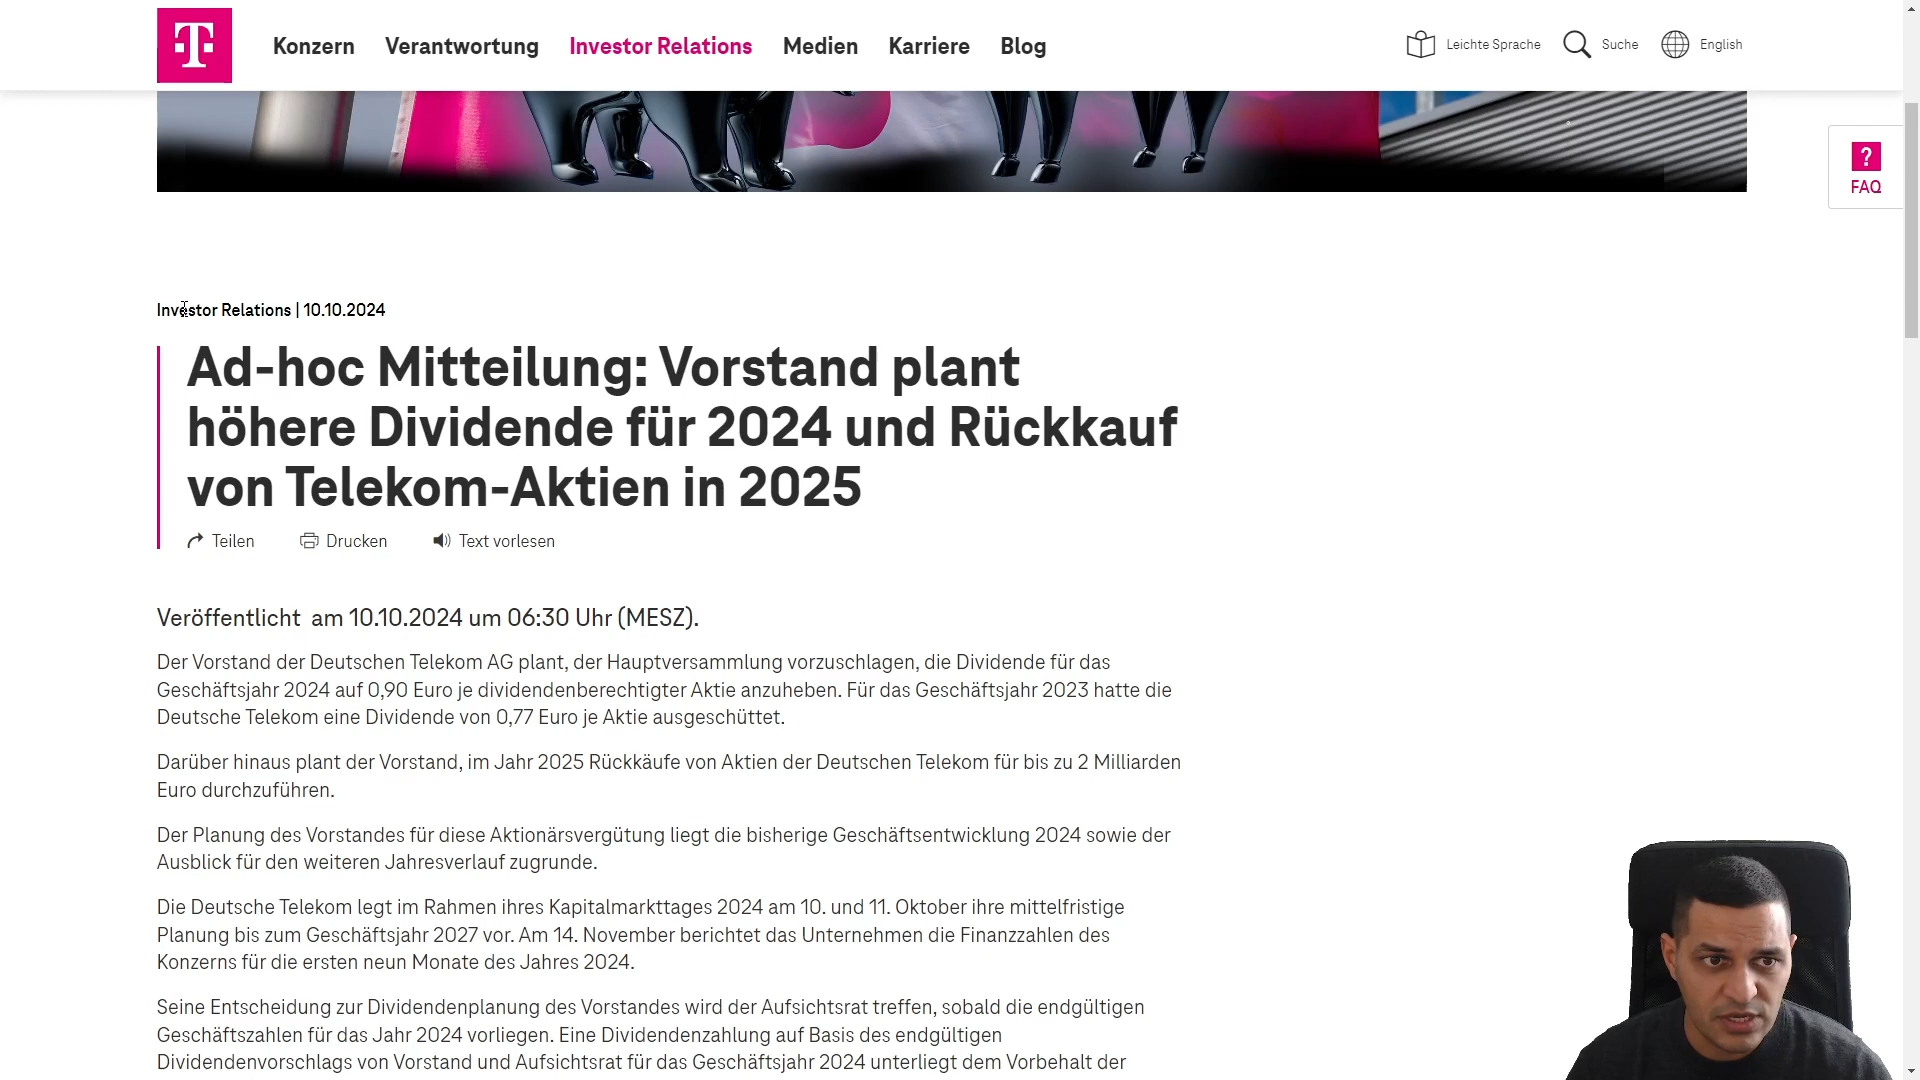 T Konzern Verantwortung Investor Relations Medien Karriere Blog Leichte Sprache Suche English
?
FAQ
Investor Relations | 10.10.2024
Ad-hoc Mitteilung: Vorstand plant
höhere Dividende für 2024 und Rückkauf
von Telekom-Aktien in 2025
Teilen Drucken Text vorlesen
Veröffentlicht am 10.10.2024 um 06:30 Uhr (MESZ).
Der Vorstand der Deutschen Telekom AG plant, der Hauptversammlung vorzuschlagen, die Dividende für das
Geschäftsjahr 2024 auf 0,90 Euro je dividendenberechtigter Aktie anzuheben. Für das Geschäftsjahr 2023 hatte die
Deutsche Telekom eine Dividende von 0,77 Euro je Aktie ausgeschüttet.
Darüber hinaus plant der Vorstand, im Jahr 2025 Rückkäufe von Aktien der Deutschen Telekom für bis zu 2 Milliarden
Euro durchzuführen.
Der Planung des Vorstandes für diese Aktionärsvergütung liegt die bisherige Geschäftsentwicklung 2024 sowie der
Ausblick für den weiteren Jahresverlauf zugrunde.
Die Deutsche Telekom legt im Rahmen ihres Kapitalmarkttages 2024 am 10. und 11. Oktober ihre mittelfristige
Planung bis zum Geschäftsjahr 2027 vor. Am 14. November berichtet das Unternehmen die Finanzzahlen des
Konzerns für die ersten neun Monate des Jahres 2024.
Seine Entscheidung zur Dividendenplanung des Vorstandes wird der Aufsichtsrat treffen, sobald die endgültigen
Geschäftszahlen für das Jahr 2024 vorliegen. Eine Dividendenzahlung auf Basis des endgültigen
Dividendenvorschlags von Vorstand und Aufsichtsrat für das Geschäftsjahr 2024 unterliegt dem Vorbehalt der